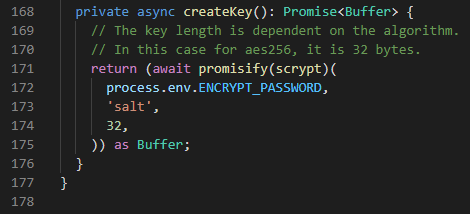 168 private async createKey(): Promise<Buffer> {
169 // The key length is dependent on the algorithm.
170 // In this case for aes256, it is 32 bytes.
171 return (await promisify(scrypt)(
172 process.env.ENCRYPT_PASSWORD,
173 'salt',
174 32,
175 )) as Buffer;
176 }
177 }
178